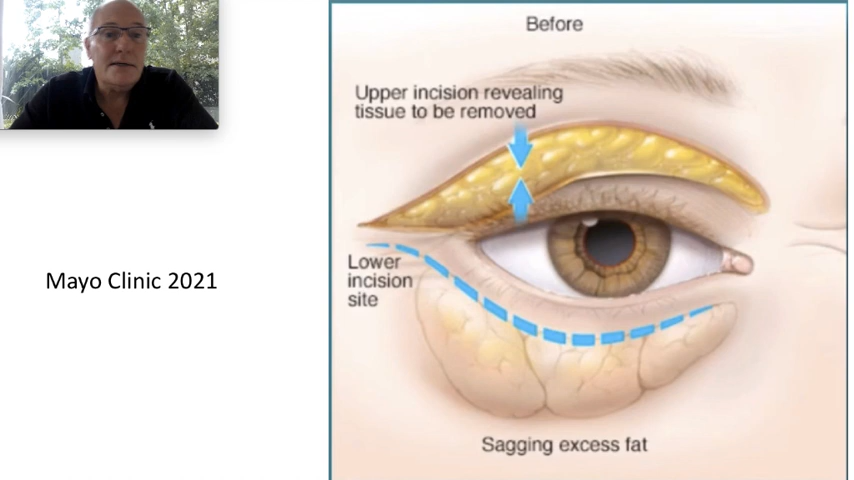 Before
Upper incision revealing
tissue to be removed
Lower
incision
site
Mayo Clinic 2021
Sagging excess fat